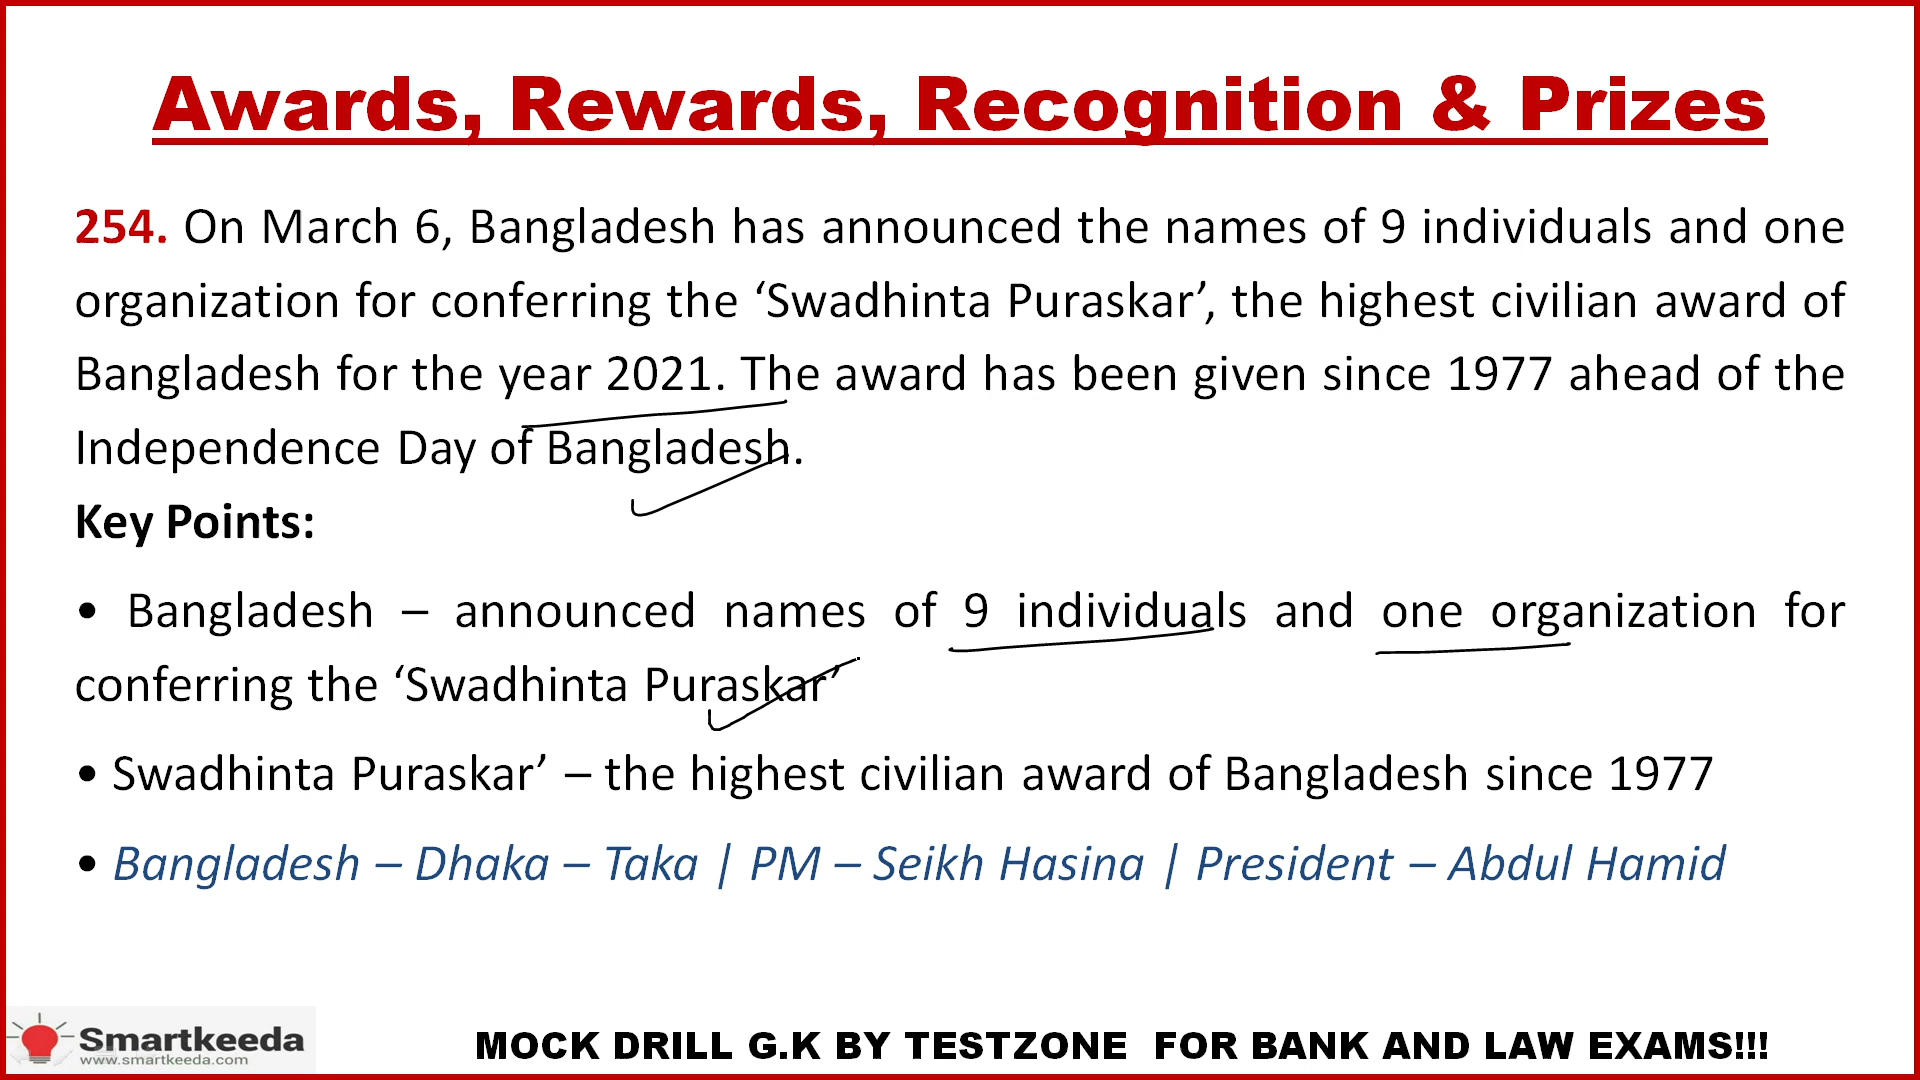 Awards, Rewards, Recognition & Prizes
254. On March 6, Bangladesh has announced the names of 9 individuals and one
organization for conferring the ‘Swadhinta Puraskar’, the highest civilian award of
Bangladesh for the year 2021. The award has been given since 1977 ahead of the
Independence Day of Bangladesh.
Key Points:
• Bangladesh – announced names of 9 individuals and one organization for
conferring the ‘Swadhinta Puraskar’
• Swadhinta Puraskar’ – the highest civilian award of Bangladesh since 1977
• Bangladesh – Dhaka – Taka | PM – Seikh Hasina | President – Abdul Hamid
Smartkeeda
www.smartkeeda.com
MOCK DRILL G.K BY TESTZONE FOR BANK AND LAW EXAMS!!!